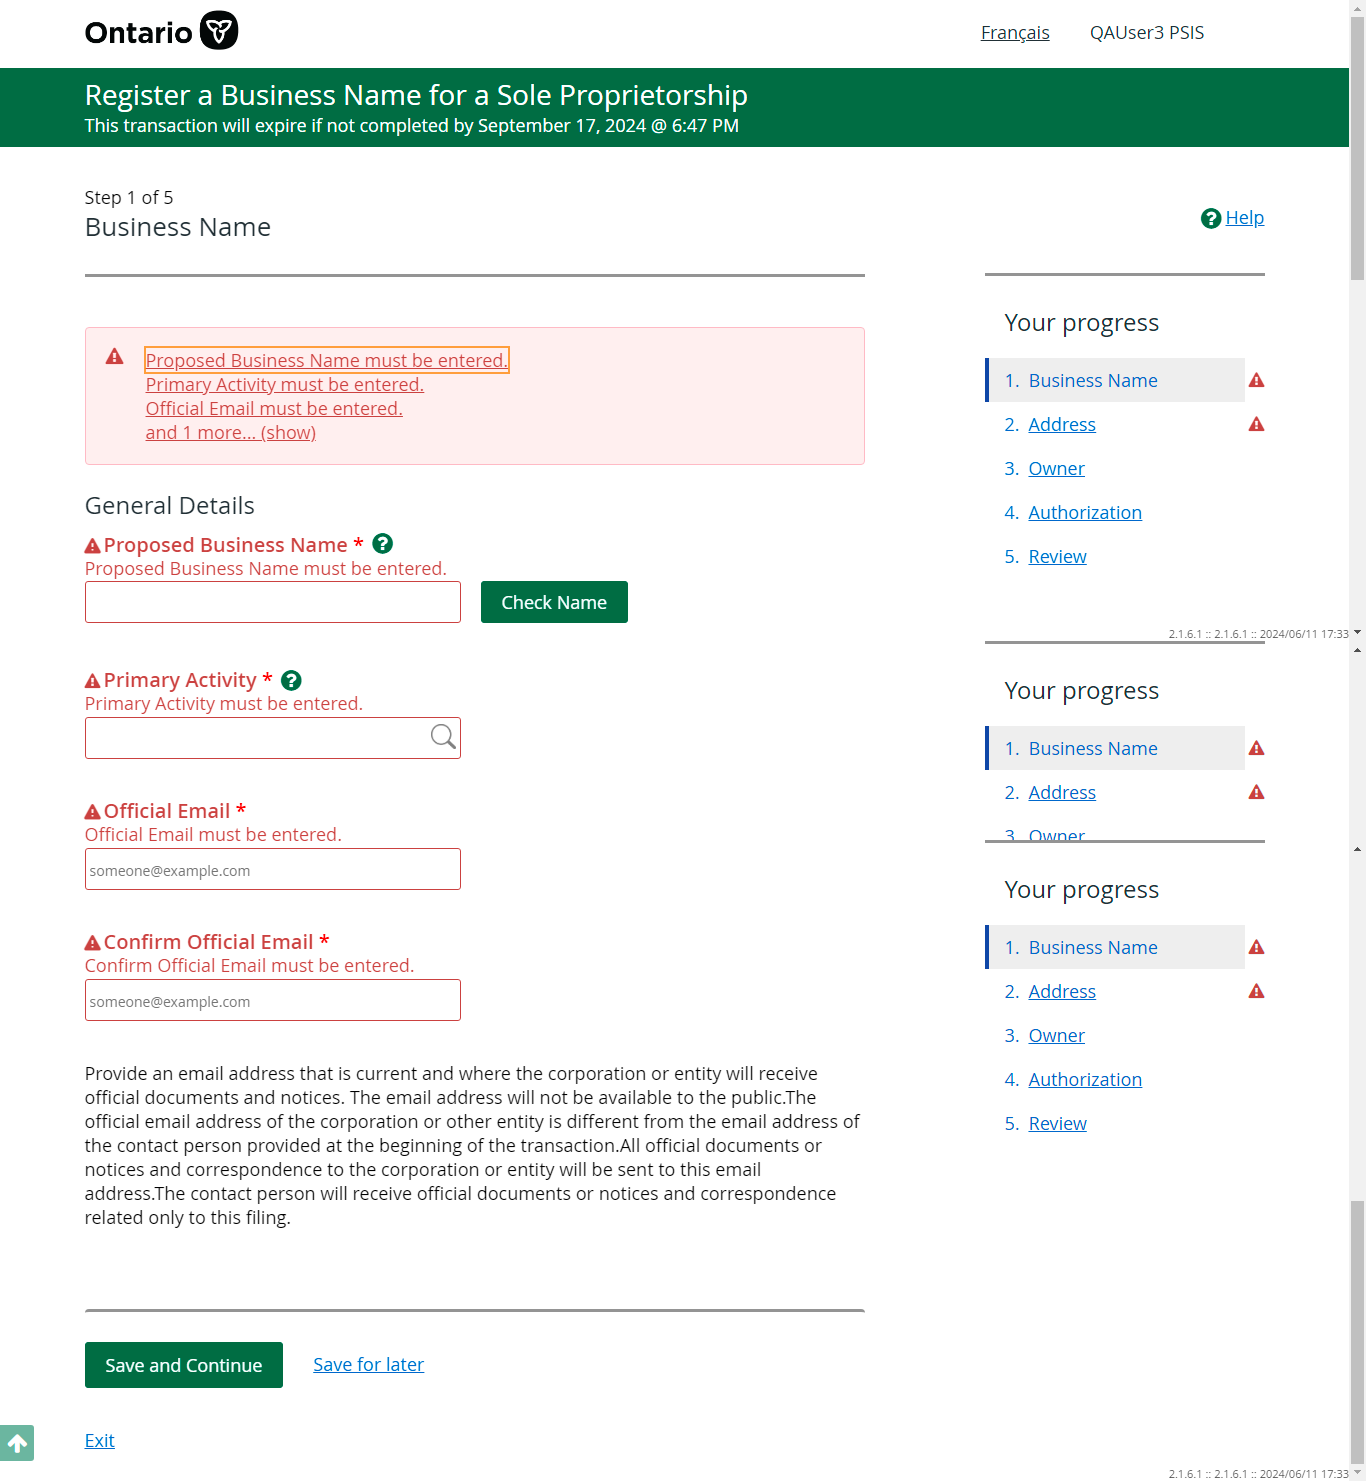 Ontario
Français
QAUser3 PSIS
Register a Business Name for a Sole Proprietorship
This transaction will expire if not completed by September 17, 2024 @ 6:47 PM
Step 1 of 5
Business Name
Help
Proposed Business Name must be entered.
Primary Activity must be entered.
Official Email must be entered.
and 1 more... (show)
General Details
Proposed Business Name *
Proposed Business Name must be entered.
Check Name
Primary Activity *
Primary Activity must be entered.
Official Email *
Official Email must be entered.
someone@example.com
Confirm Official Email *
Confirm Official Email must be entered.
someone@example.com
Provide an email address that is current and where the corporation or entity will receive
official documents and notices. The email address will not be available to the public.The
official email address of the corporation or other entity is different from the email address of
the contact person provided at the beginning of the transaction.All official documents or
notices and correspondence to the corporation or entity will be sent to this email
address.The contact person will receive official documents or notices and correspondence
related only to this filing.
Save and Continue
Save for later
Exit
Your progress
1. Business Name
2. Address
3. Owner
4. Authorization
5. Review
2.1.6.1 :: 2.1.6.1 :: 2024/06/11 17:33
Your progress
1. Business Name
2. Address
3. Owner
Your progress
1. Business Name
2. Address
3. Owner
4. Authorization
5. Review
2.1.6.1 :: 2.1.6.1 :: 2024/06/11 17:33